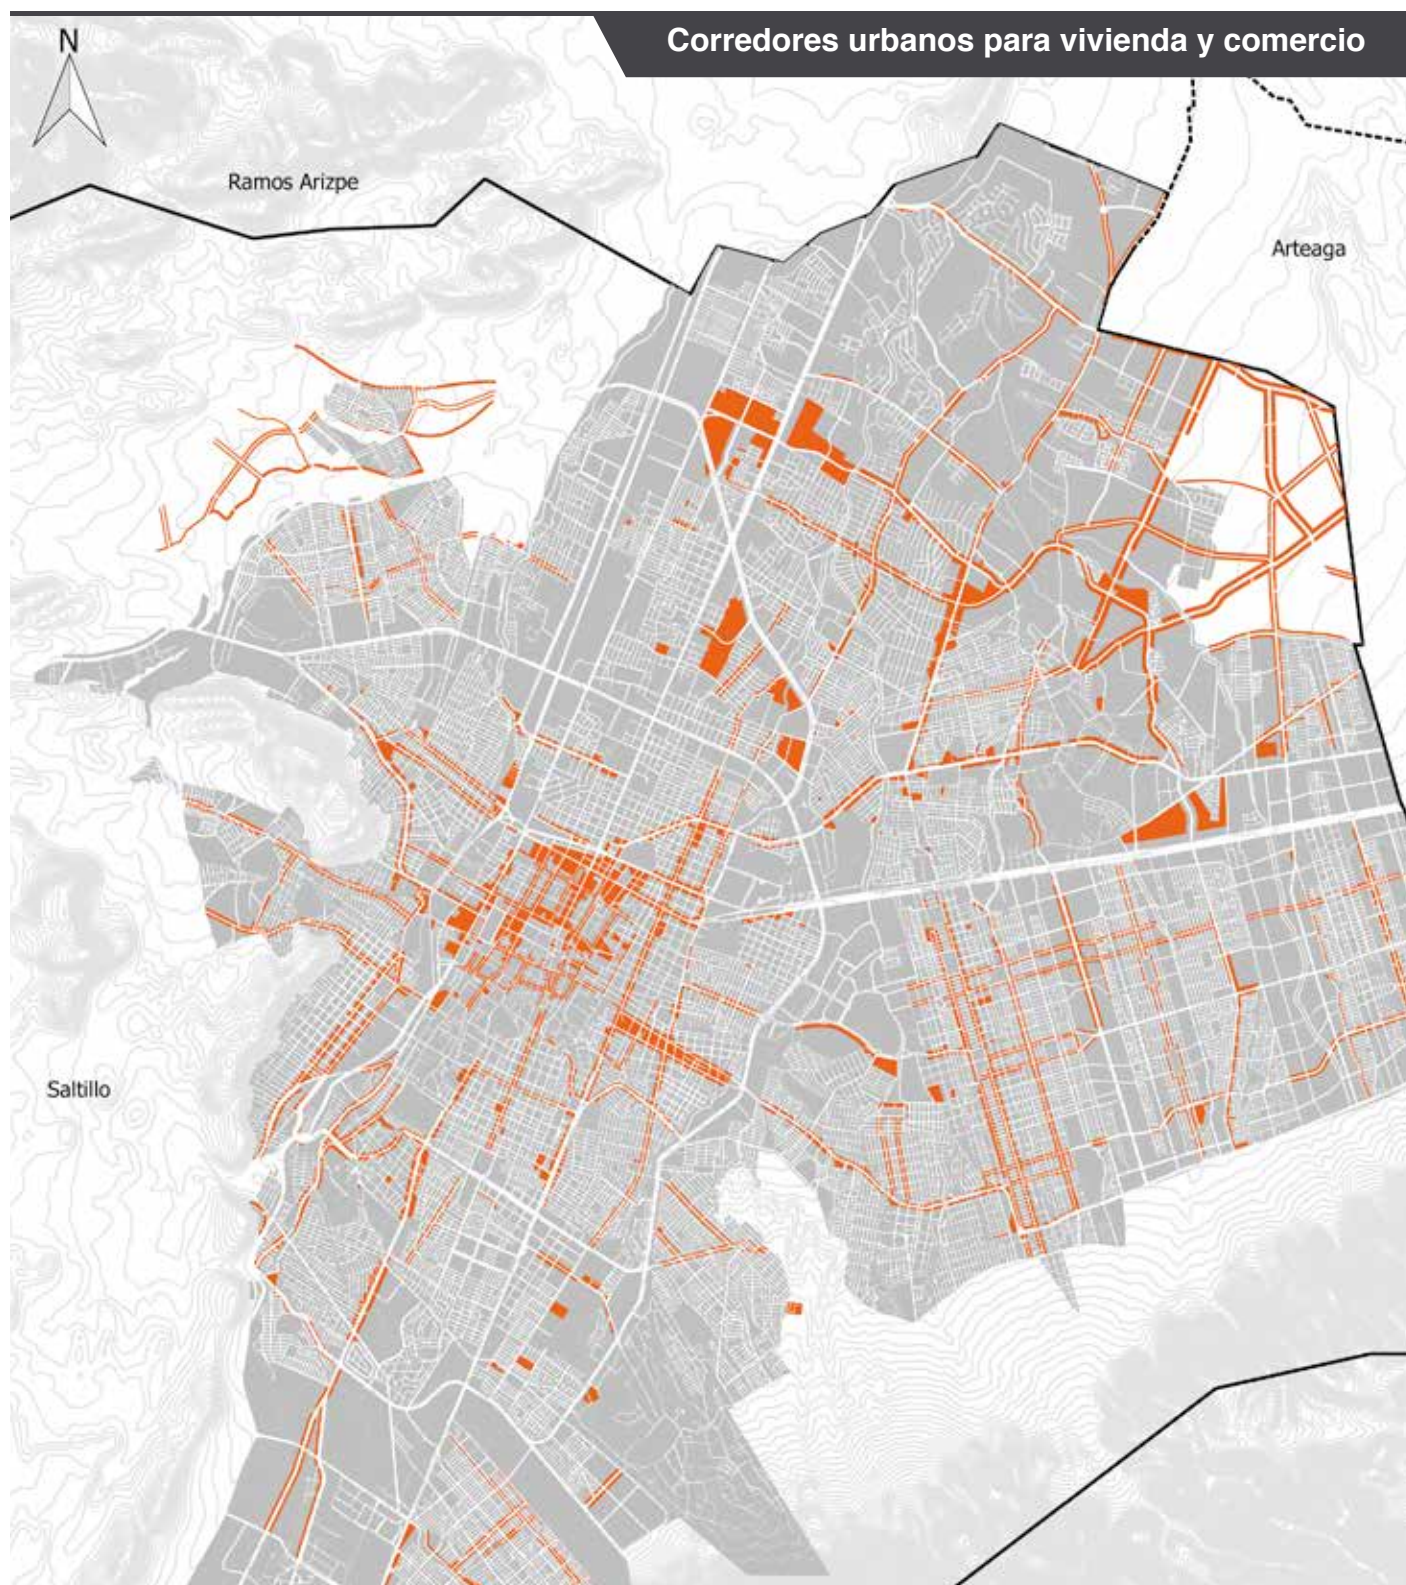 Corredores urbanos para vivienda y comercio
N
Ramos Arizpe
Arteaga
Saltillo